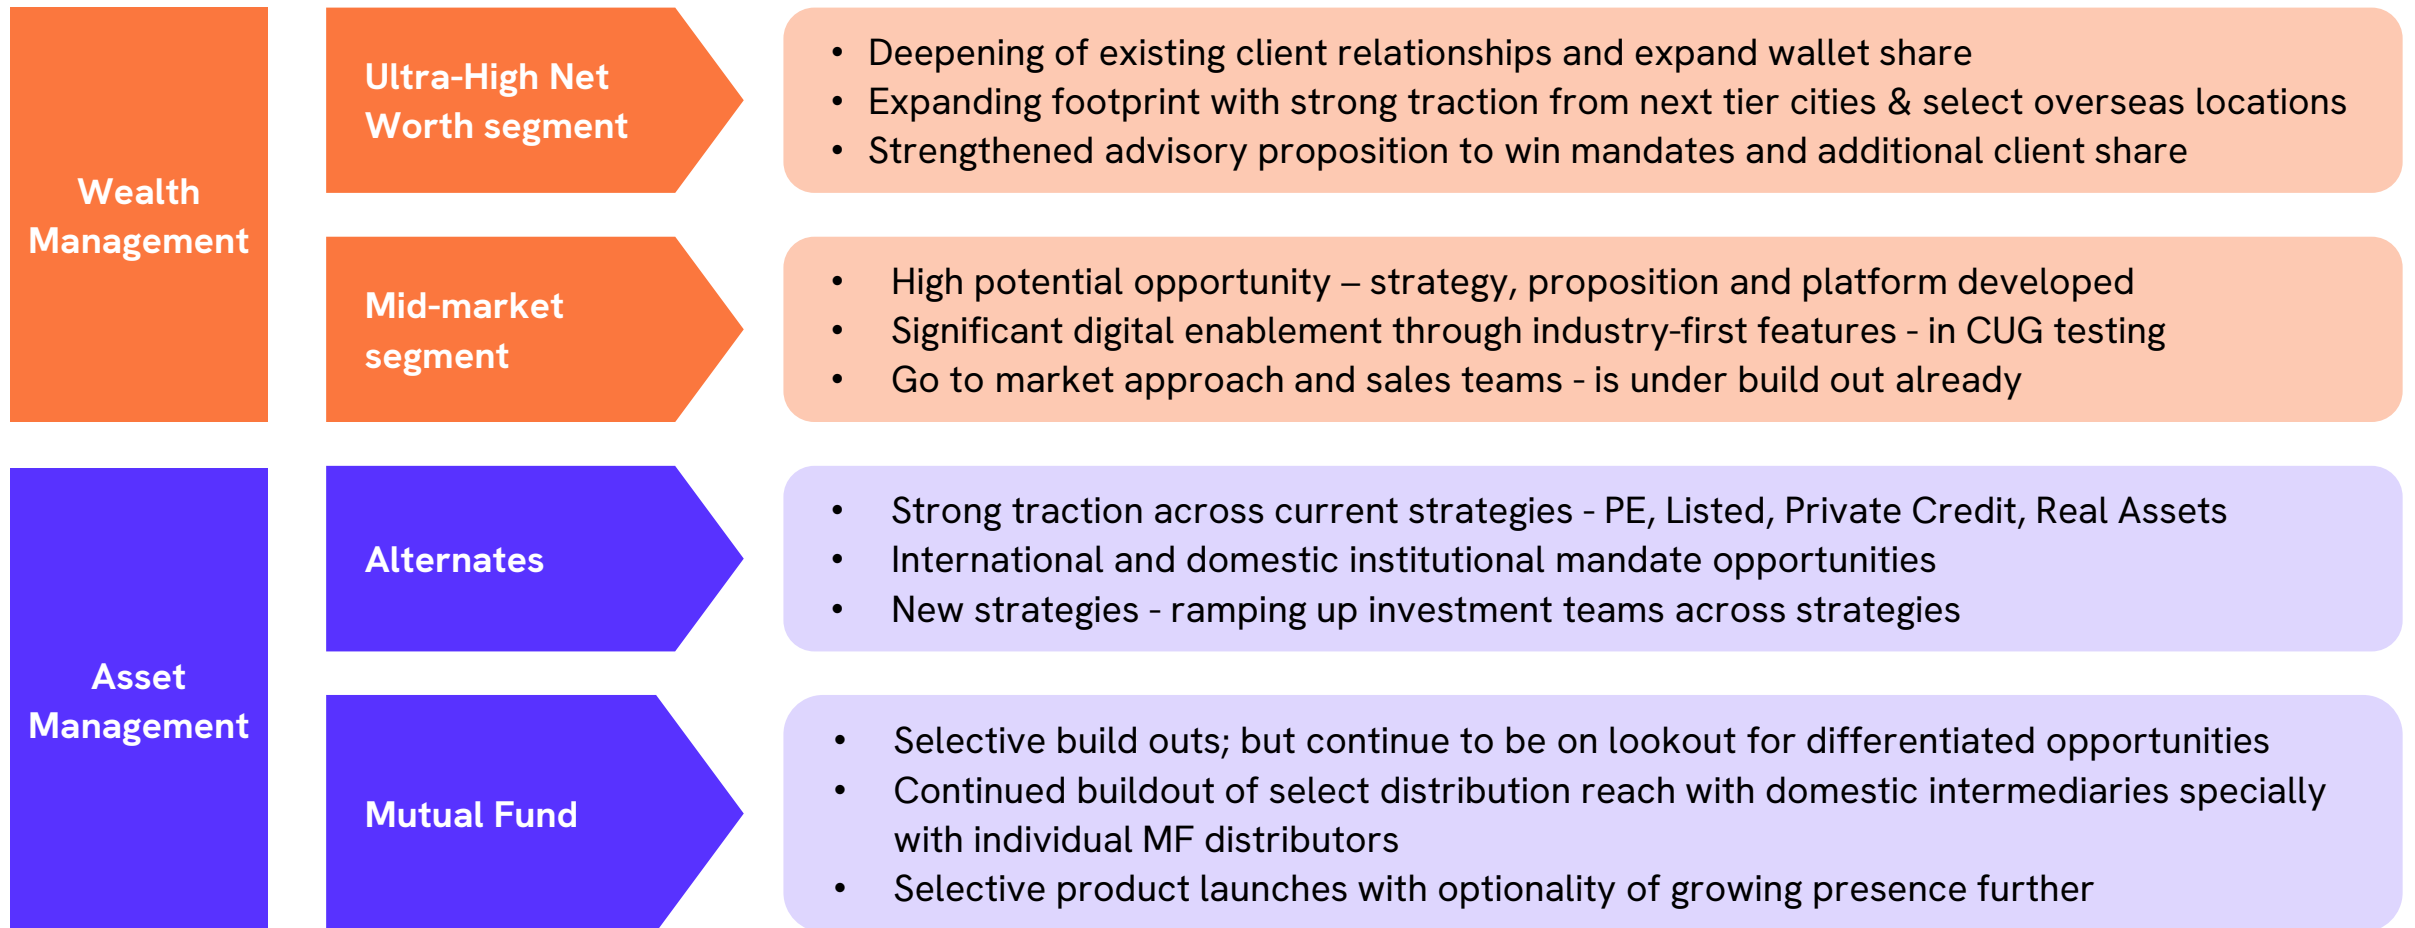 Wealth
Management
Ultra-High Net
Worth segment
• Deepening of existing client relationships and expand wallet share
• Expanding footprint with strong traction from next tier cities & select overseas locations
• Strengthened advisory proposition to win mandates and additional client share
Mid-market
segment
• High potential opportunity – strategy, proposition and platform developed
• Significant digital enablement through industry-first features - in CUG testing
• Go to market approach and sales teams - is under build out already
Asset
Management
Alternates
• Strong traction across current strategies - PE, Listed, Private Credit, Real Assets
• International and domestic institutional mandate opportunities
• New strategies - ramping up investment teams across strategies
Mutual Fund
• Selective build outs; but continue to be on lookout for differentiated opportunities
• Continued buildout of select distribution reach with domestic intermediaries specially
with individual MF distributors
• Selective product launches with optionality of growing presence further